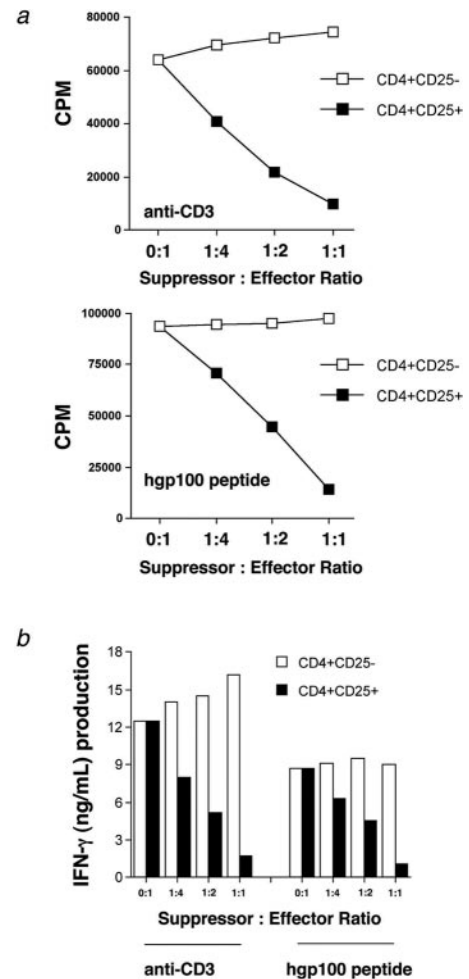 a
80000
60000
40000
20000
0
CPM
anti-CD3
0:1 1:4 1:2 1:1
Suppressor : Effector Ratio
CD4+CD25-
CD4+CD25+
100000
75000
50000
25000
0
CPM
hgp100 peptide
0:1 1:4 1:2 1:1
Suppressor : Effector Ratio
CD4+CD25-
CD4+CD25+
b
18
15
12
9
6
3
0
IFN-γ (ng/mL) production
CD4+CD25-
CD4+CD25+
0:1 1:4 1:2 1:1 0:1 1:4 1:2 1:1
Suppressor : Effector Ratio
anti-CD3 hgp100 peptide